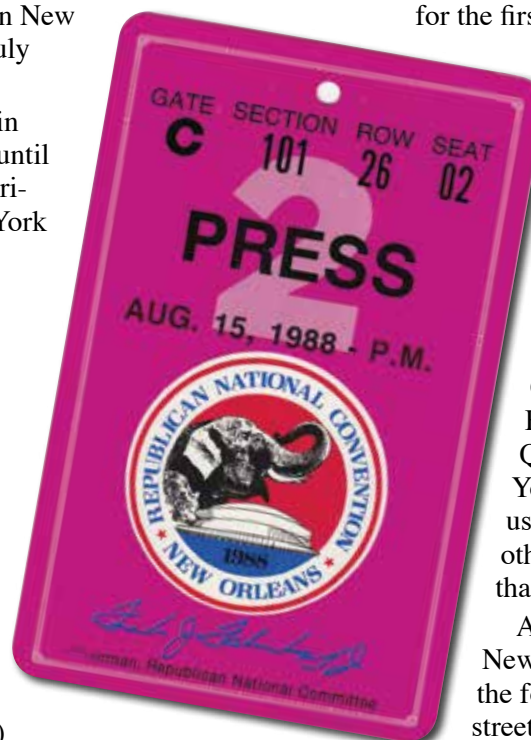 n New
uly
in
until
ri-
York
)
GATE SECTION ROW SEAT
C 101 26 02
2
PRESS
AUG. 15, 1988 - P.M.
REPUBLICAN NATIONAL CONVENTION
1988
NEW ORLEANS
Chairman, Republican National Committee
for the firs
Y
us
oth
tha
A
New
the fo
street